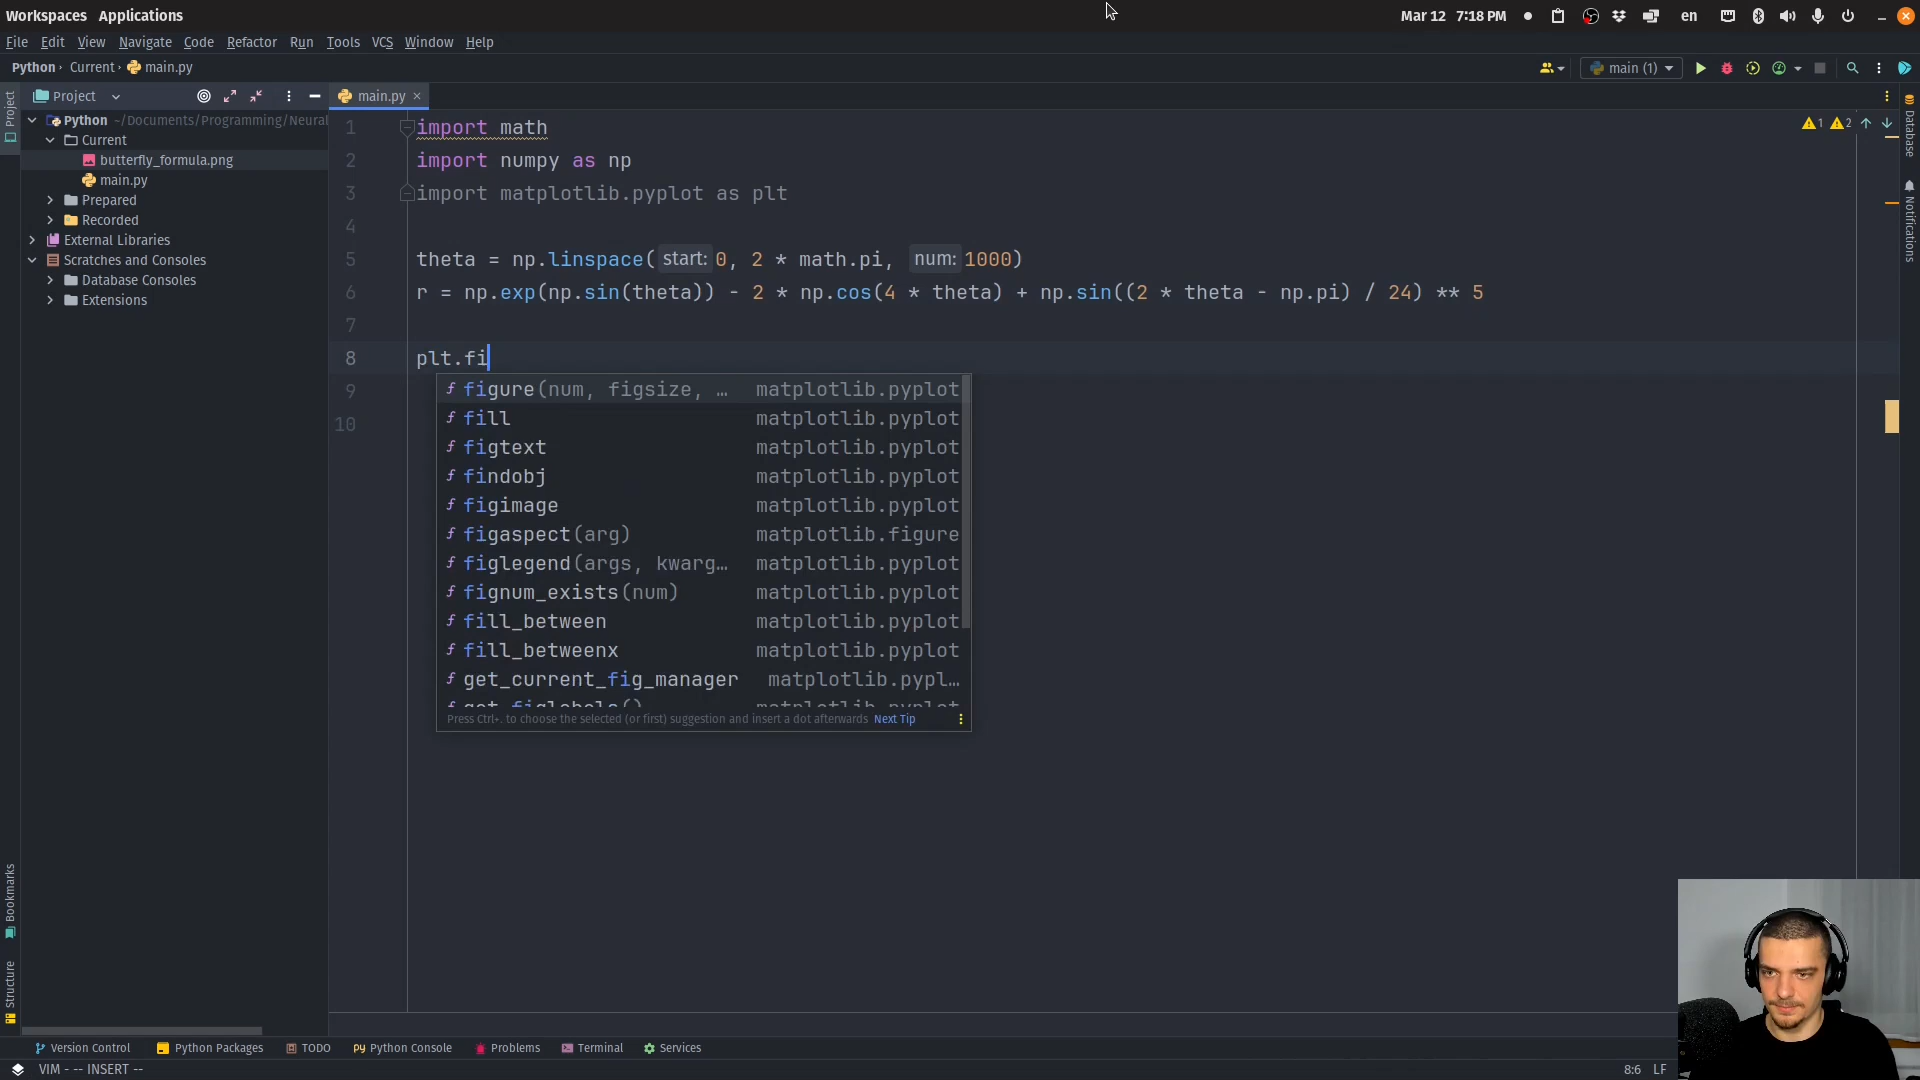 Workspaces Applications
Mar 12 7:18 PM
en
File Edit View Navigate Code Refactor Run Tools VCS Window Help
Python Current main.py
main (1)
Project
main.py
Python ~/Documents/Programming/Neural
Current
butterfly_formula.png
main.py
Prepared
Recorded
External Libraries
Scratches and Consoles
Database Consoles
Extensions
Project
Bookmarks
Structure
1 import math
2 import numpy as np
3 import matplotlib.pyplot as plt
4
5 theta = np.linspace( start: 0, 2 * math.pi, num: 1000)
6 r = np.exp(np.sin(theta)) - 2 * np.cos(4 * theta) + np.sin((2 * theta - np.pi) / 24) ** 5
7
8 plt.fi
9
10
figure(num, figsize, … matplotlib.pyplot
fill matplotlib.pyplot
figtext matplotlib.pyplot
findobj matplotlib.pyplot
figimage matplotlib.pyplot
figaspect(arg) matplotlib.figure
figlegend(args, kwarg… matplotlib.pyplot
fignum_exists(num) matplotlib.pyplot
fill_between matplotlib.pyplot
fill_betweenx matplotlib.pyplot
get_current_fig_manager matplotlib.pypl…
Press Ctrl+. to choose the selected (or first) suggestion and insert a dot afterwards Next Tip
1 2
Database
Notifications
Version Control Python Packages TODO Python Console Problems Terminal Services
VIM - -- INSERT --
8:6 LF